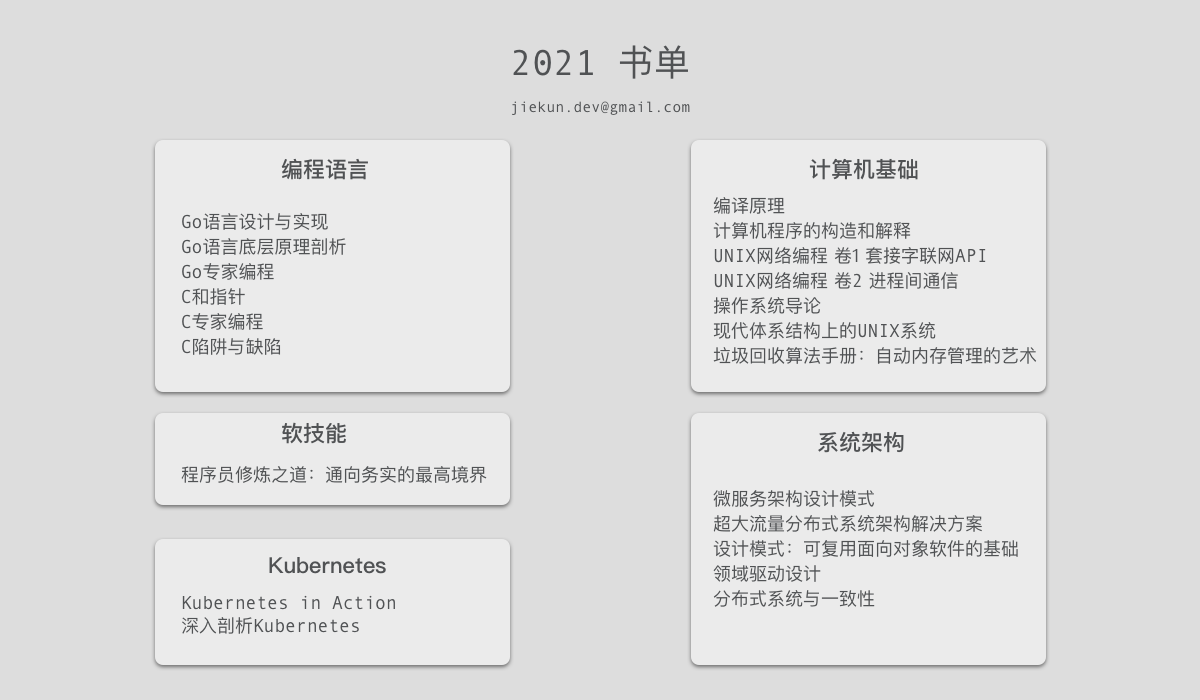 2021 书单
jiekun.dev@gmail.com
编程语言
Go语言设计与实现
Go语言底层原理剖析
Go专家编程
C和指针
C专家编程
C陷阱与缺陷
计算机基础
编译原理
计算机程序的构造和解释
UNIX网络编程 卷1 套接字联网API
UNIX网络编程 卷2 进程间通信
操作系统导论
现代体系结构上的UNIX系统
垃圾回收算法手册：自动内存管理的艺术
软技能
程序员修炼之道：通向务实的最高境界
系统架构
微服务架构设计模式
超大流量分布式系统架构解决方案
设计模式：可复用面向对象软件的基础
领域驱动设计
分布式系统与一致性
Kubernetes
Kubernetes in Action
深入剖析Kubernetes